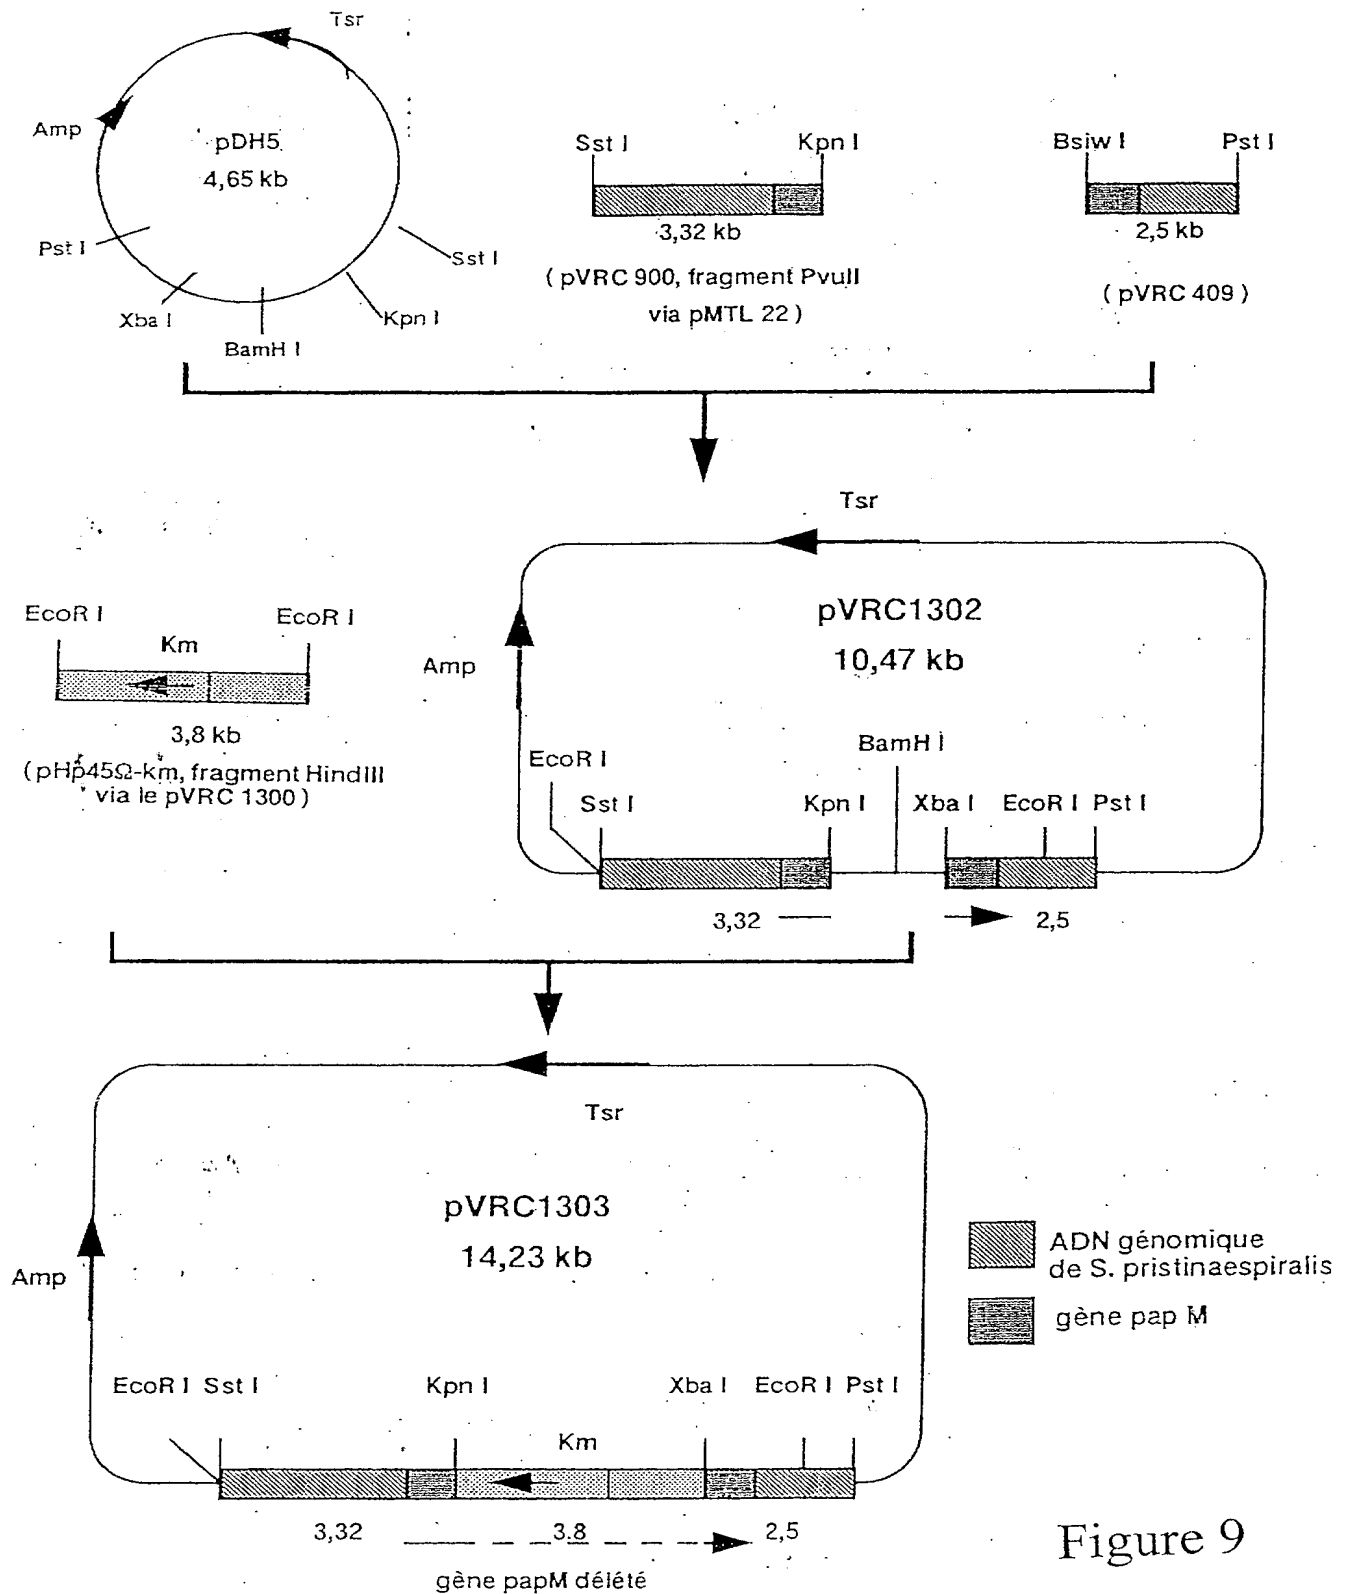 Tsr
Amp
pDH5
4,65 kb
Pst I
Xba I
BamH I
Kpn I
Sst I
Sst I
Kpn I
3,32 kb
( pVRC 900, fragment PvuII
via pMTL 22 )
Bsiw I
Pst I
2,5 kb
( pVRC 409 )
Tsr
pVRC1302
10,47 kb
Amp
EcoR I
EcoR I
Km
3,8 kb
(pHp45Ω-km, fragment HindIII
via le pVRC 1300)
EcoR I
BamH I
Sst I
Kpn I
Xba I
EcoR I
Pst I
3,32
2,5
Tsr
pVRC1303
14,23 kb
Amp
ADN génomique
de S. pristinaespiralis
gène pap M
EcoR I
Sst I
Kpn I
Xba I
EcoR I
Pst I
Km
3,32
3.8
2,5
gène papM délété
Figure 9